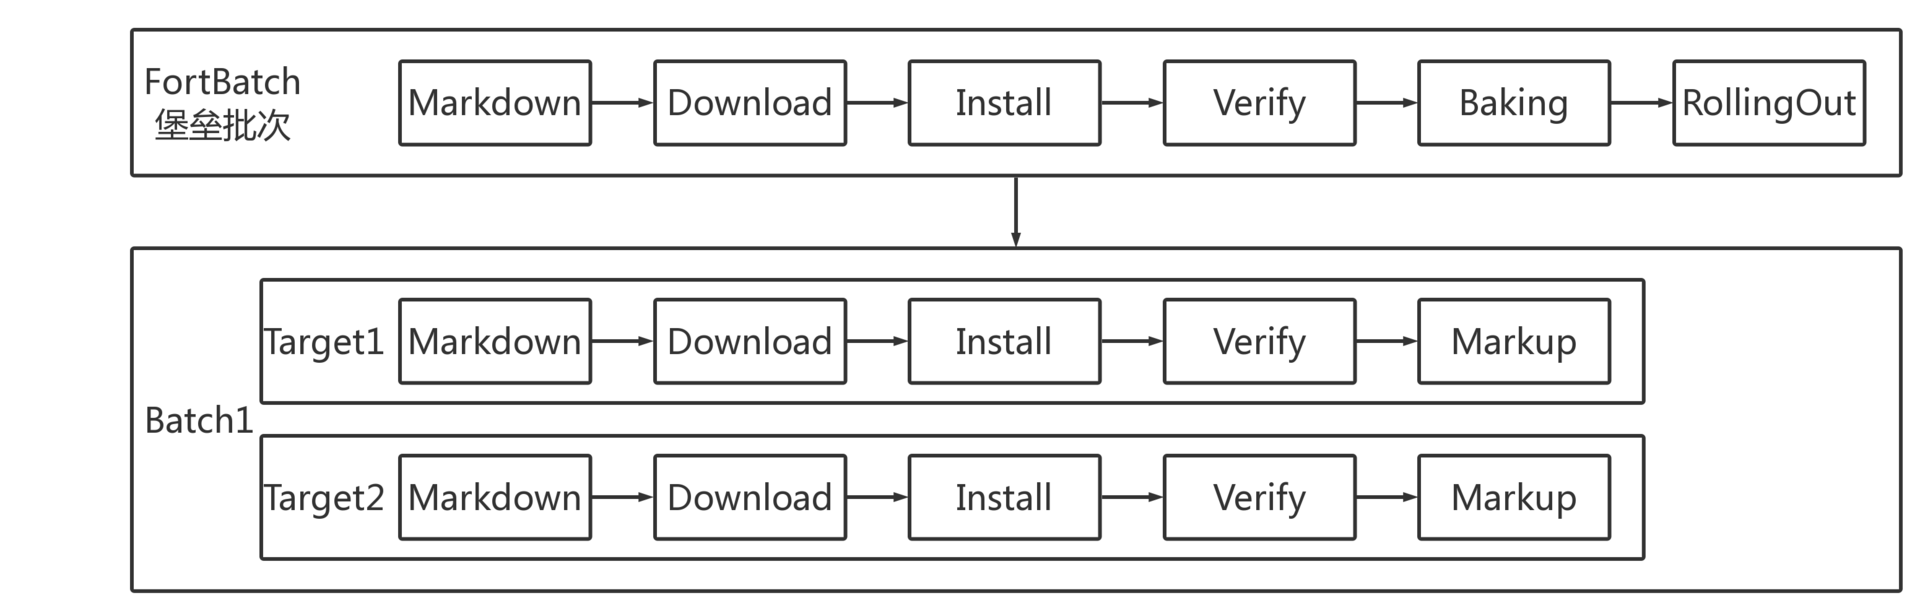 FortBatch
堡垒批次
Markdown
Download
Install
Verify
Baking
RollingOut
Batch1
Target1
Markdown
Download
Install
Verify
Markup
Target2
Markdown
Download
Install
Verify
Markup